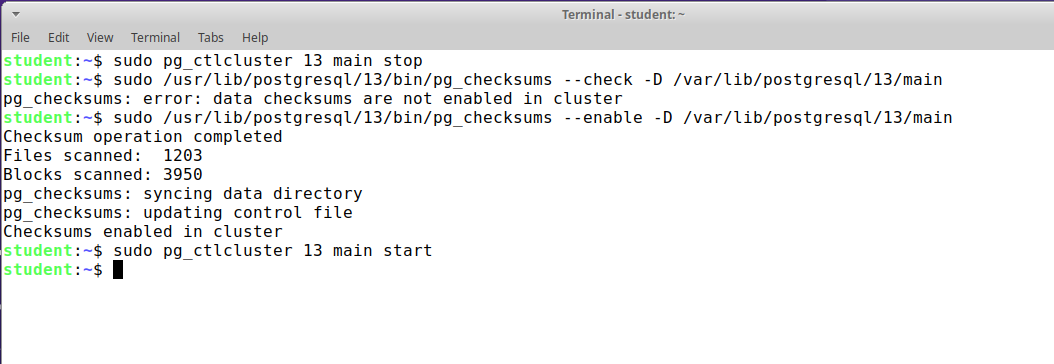 Terminal - student: ~
File Edit View Terminal Tabs Help
student:~$ sudo pg_ctlcluster 13 main stop
student:~$ sudo /usr/lib/postgresql/13/bin/pg_checksums --check -D /var/lib/postgresql/13/main
pg_checksums: error: data checksums are not enabled in cluster
student:~$ sudo /usr/lib/postgresql/13/bin/pg_checksums --enable -D /var/lib/postgresql/13/main
Checksum operation completed
Files scanned:  1203
Blocks scanned: 3950
pg_checksums: syncing data directory
pg_checksums: updating control file
Checksums enabled in cluster
student:~$ sudo pg_ctlcluster 13 main start
student:~$